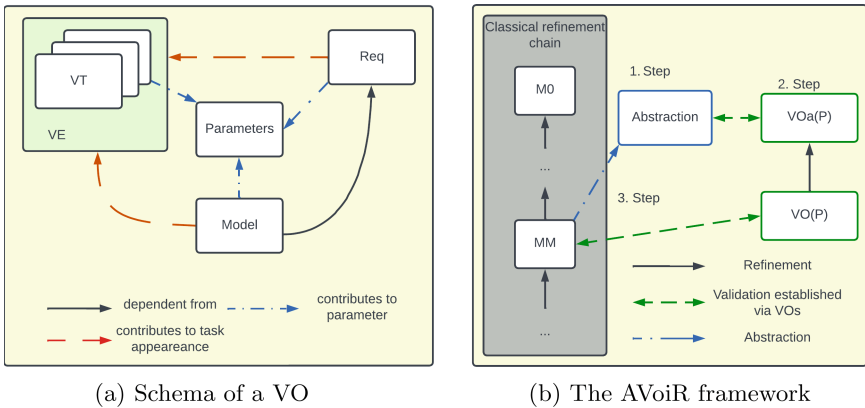 VT
VE
Req
Parameters
Model
dependent from
contributes to
parameter
contributes to task
appeareance
(a) Schema of a VO
Classical refinement
chain
M0
...
MM
...
1. Step
Abstraction
2. Step
VOa(P)
3. Step
VO(P)
Refinement
Validation established
via VOs
Abstraction
(b) The AVoiR framework